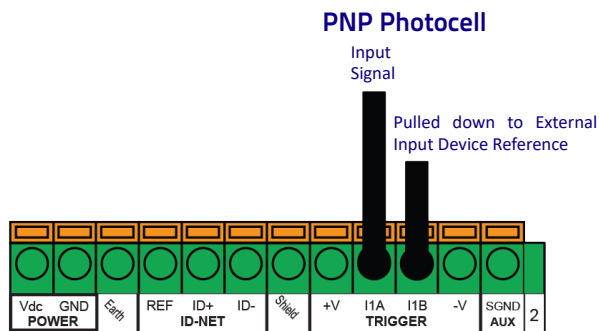 PNP Photocell
Input
Signal
Pulled down to External
Input Device Reference
Vdc GND Earth REF ID+ ID- Shield +V I1A I1B -V SGND 2
POWER ID-NET TRIGGER AUX